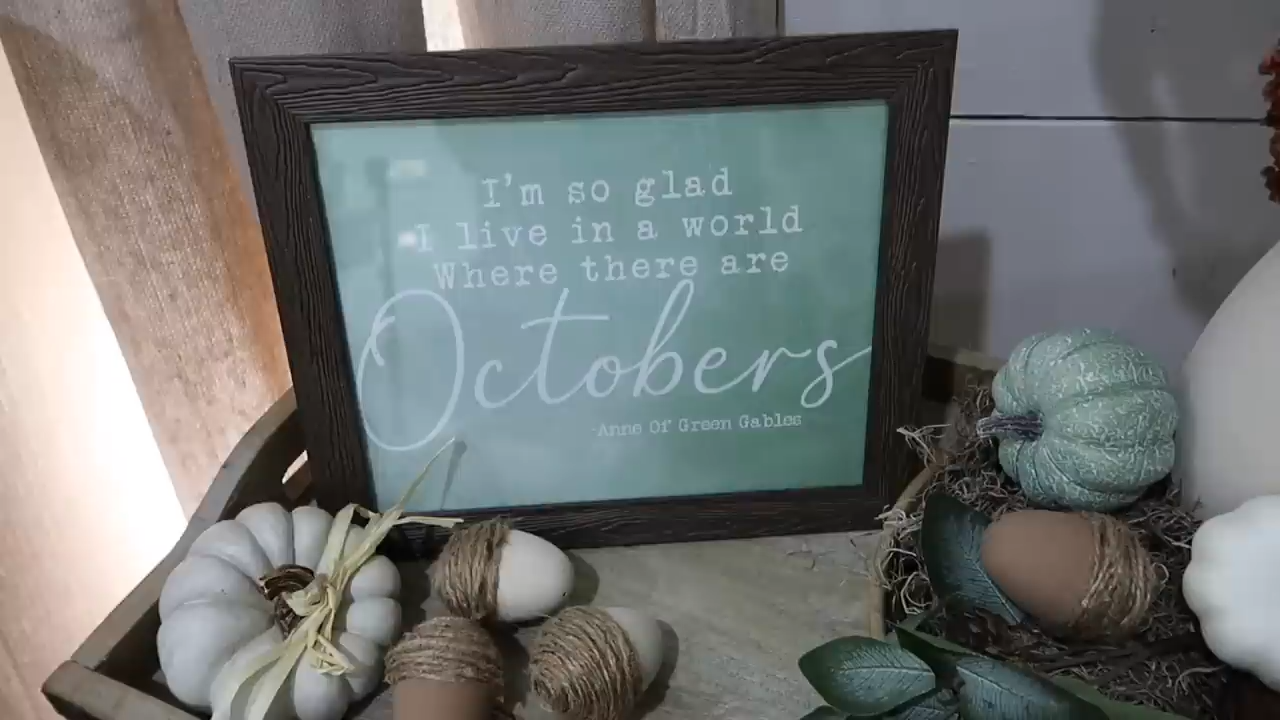 I'm so glad
I live in a world
Where there are
Octobers
-Anne Of Green Gables